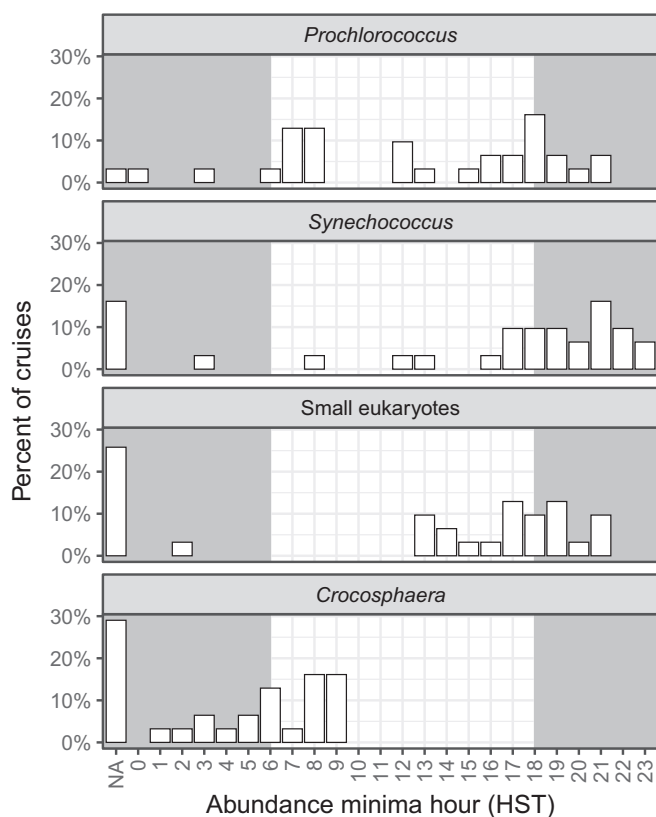 Prochlorococcus
30%
20%
10%
0%
Synechococcus
30%
20%
10%
0%
Small eukaryotes
30%
20%
10%
0%
Crocosphaera
30%
20%
10%
0%
Percent of cruises
NA 0 1 2 3 4 5 6 7 8 9 10 11 12 13 14 15 16 17 18 19 20 21 22 23
Abundance minima hour (HST)